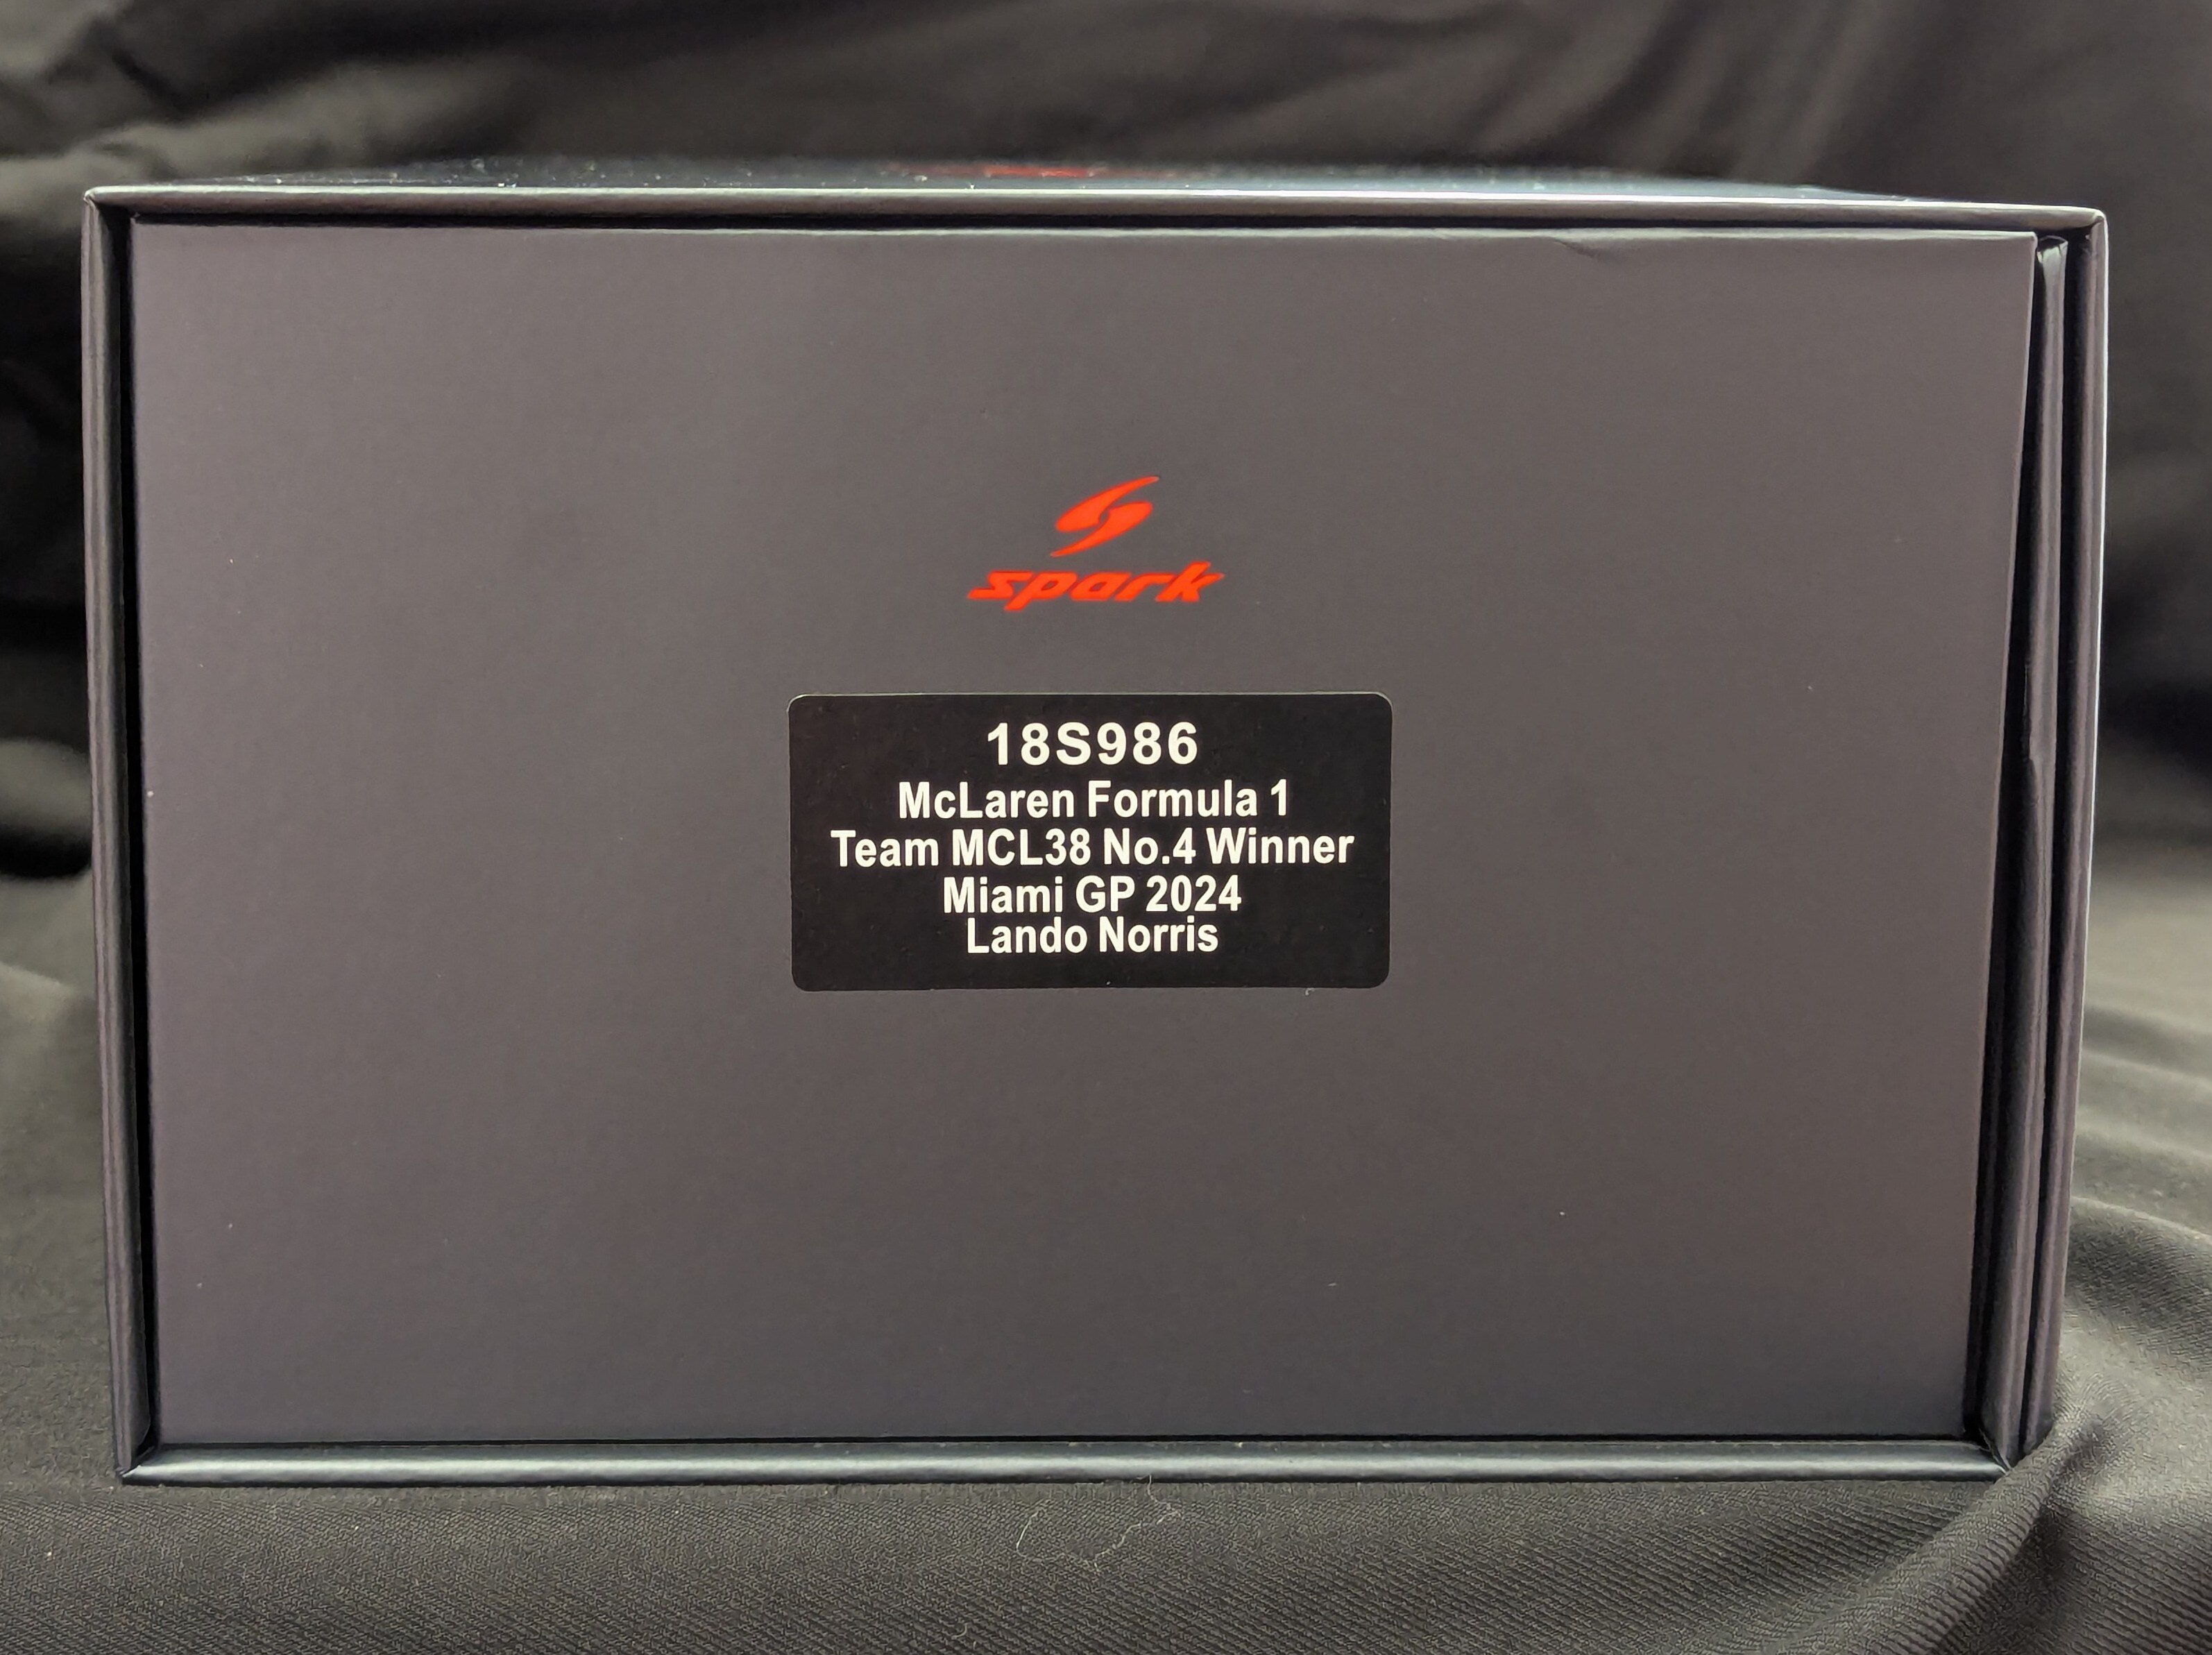 spark
18S986
McLaren Formula 1
Team MCL38 No.4 Winner
Miami GP 2024
Lando Norris